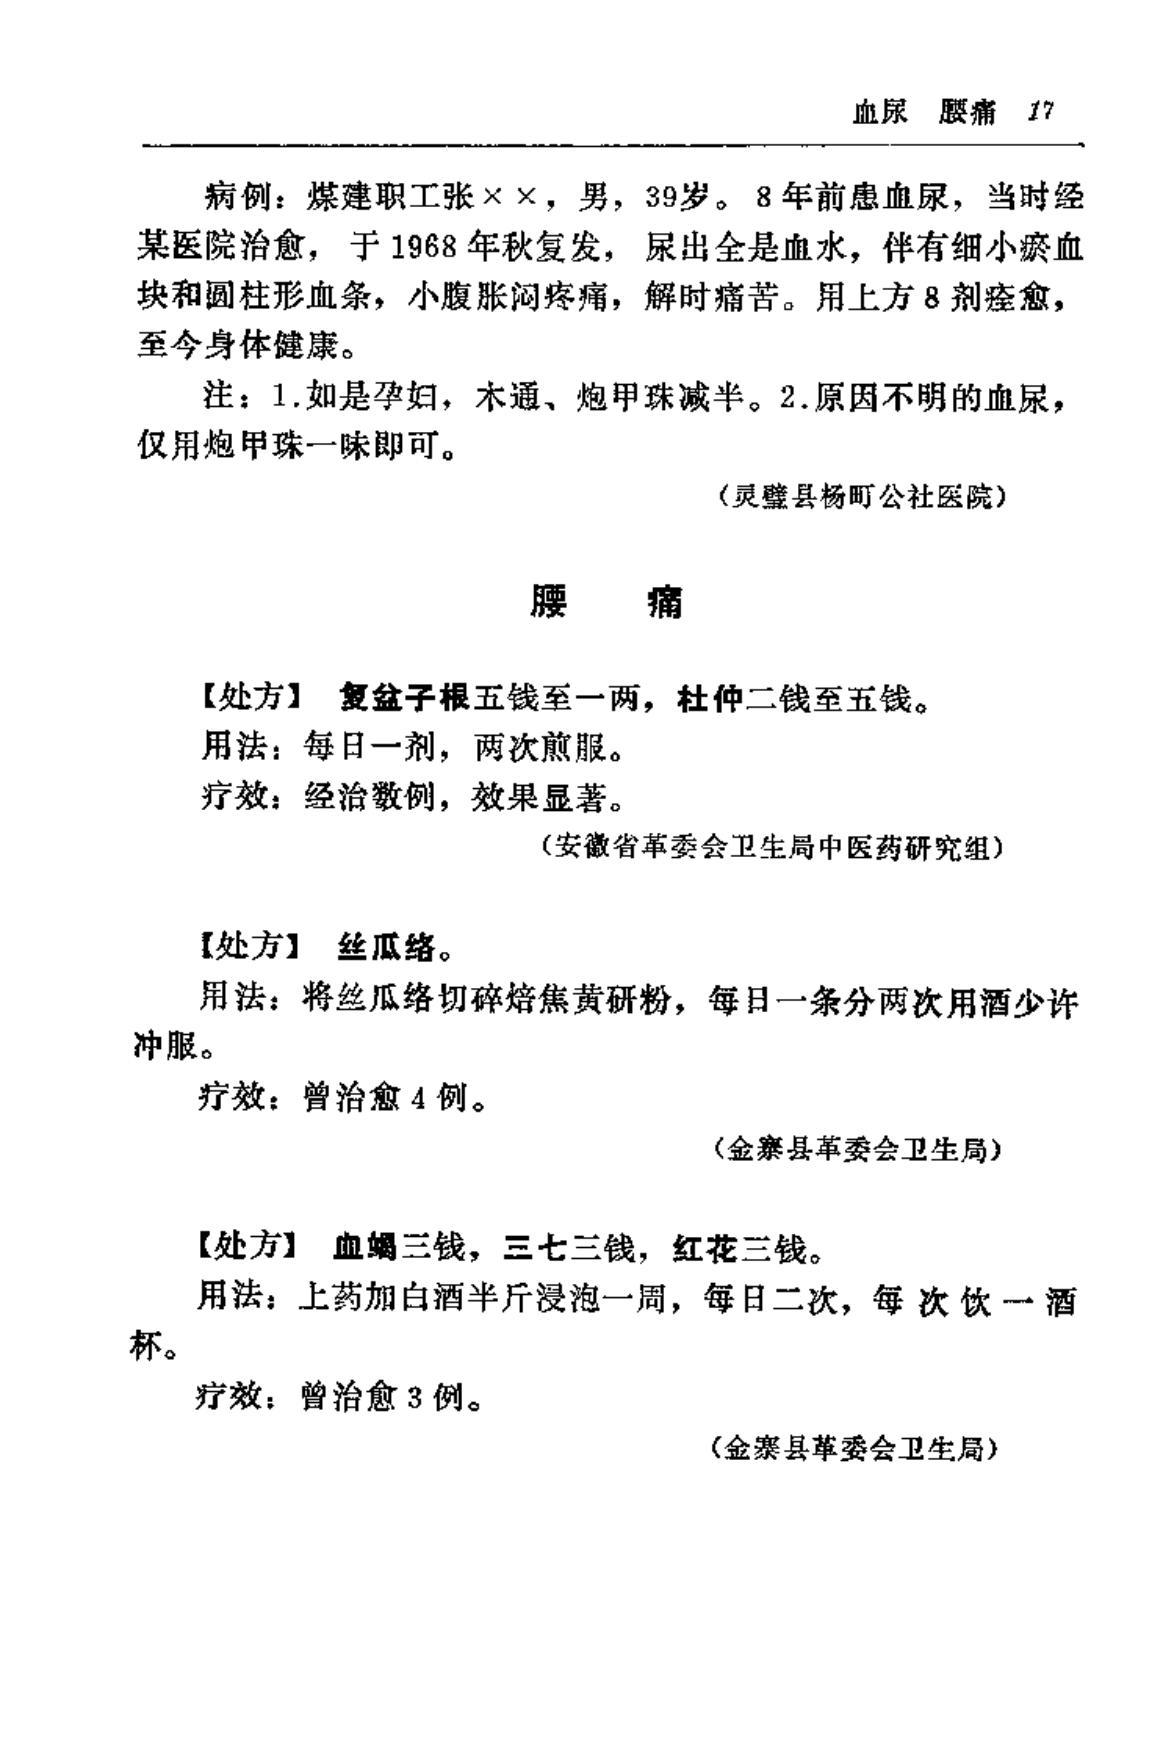 血尿 腰痛 17
病例：煤建职工张××，男，39岁。8年前患血尿，当时经
某医院治愈，于1968年秋复发，尿出全是血水，伴有细小瘀血
块和圆柱形血条，小腹胀闷疼痛，解时痛苦。用上方8剂痊愈，
至今身体健康。
注：1.如是孕妇，木通、炮甲珠减半。2.原因不明的血尿，
仅用炮甲珠一味即可。
（灵璧县杨町公社医院）
腰 痛
【处方】 复盆子根五钱至一两，杜仲二钱至五钱。
用法：每日一剂，两次煎服。
疗效：经治数例，效果显著。
（安徽省革委会卫生局中医药研究组）
【处方】 丝瓜络。
用法：将丝瓜络切碎焙焦黄研粉，每日一条分两次用酒少许
冲服。
疗效：曾治愈4例。
（金寨县革委会卫生局）
【处方】 血竭三钱，三七三钱，红花三钱。
用法：上药加白酒半斤浸泡一周，每日二次，每次饮一酒
杯。
疗效：曾治愈3例。
（金寨县革委会卫生局）